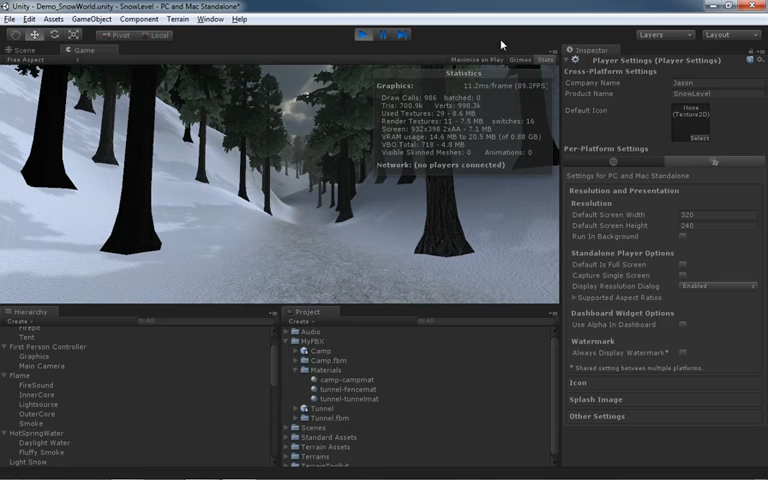 Unity - Demo_SnowWorld.unity - SnowLevel - PC and Mac Standalone*
File Edit Assets GameObject Component Terrain Window Help
Pivot Local Layers Layout
Scene Game
Free Aspect Maximize on Play Gizmos Stats
Statistics
Graphics: 11.2ms/frame (89.2FPS)
Draw Calls: 986 batched: 0
Tris: 700.9k Verts: 998.3k
Used Textures: 29 - 8.6 MB
Render Textures: 11 - 7.5 MB switches: 16
Screen: 932x398 2xAA - 7.1 MB
VRAM usage: 14.6 MB to 20.5 MB (of 0.88 GB)
VBO Total: 718 - 4.8 MB
Visible Skinned Meshes: 0 Animations: 0
Network: (no players connected)
Inspector
Player Settings (Player Settings)
Cross-Platform Settings
Company Name Jason
Product Name SnowLevel
Default Icon
None
(Texture2D)
Select
Per-Platform Settings
Settings for PC and Mac Standalone
Resolution and Presentation
Resolution
Default Screen Width 320
Default Screen Height 240
Run In Background
Standalone Player Options
Default Is Full Screen
Capture Single Screen
Display Resolution Dialog Enabled
Supported Aspect Ratios
Dashboard Widget Options
Use Alpha In Dashboard
Watermark
Always Display Watermark*
* Shared setting between multiple platforms.
Icon
Splash Image
Other Settings
Hierarchy
Create All
Firepit
Tent
First Person Controller
Graphics
Main Camera
Flame
FireSound
InnerCore
Lightsource
OuterCore
Smoke
HotSpringWater
Daylight Water
Fluffy Smoke
Light Snow
Project
Create All
Audio
MyFBX
Camp
Camp.fbm
Materials
camp-campmat
tunnel-fencemat
tunnel-tunnelmat
Tunnel
Tunnel.fbm
Scenes
Standard Assets
Terrain Assets
Terrains
TerrainToolkit